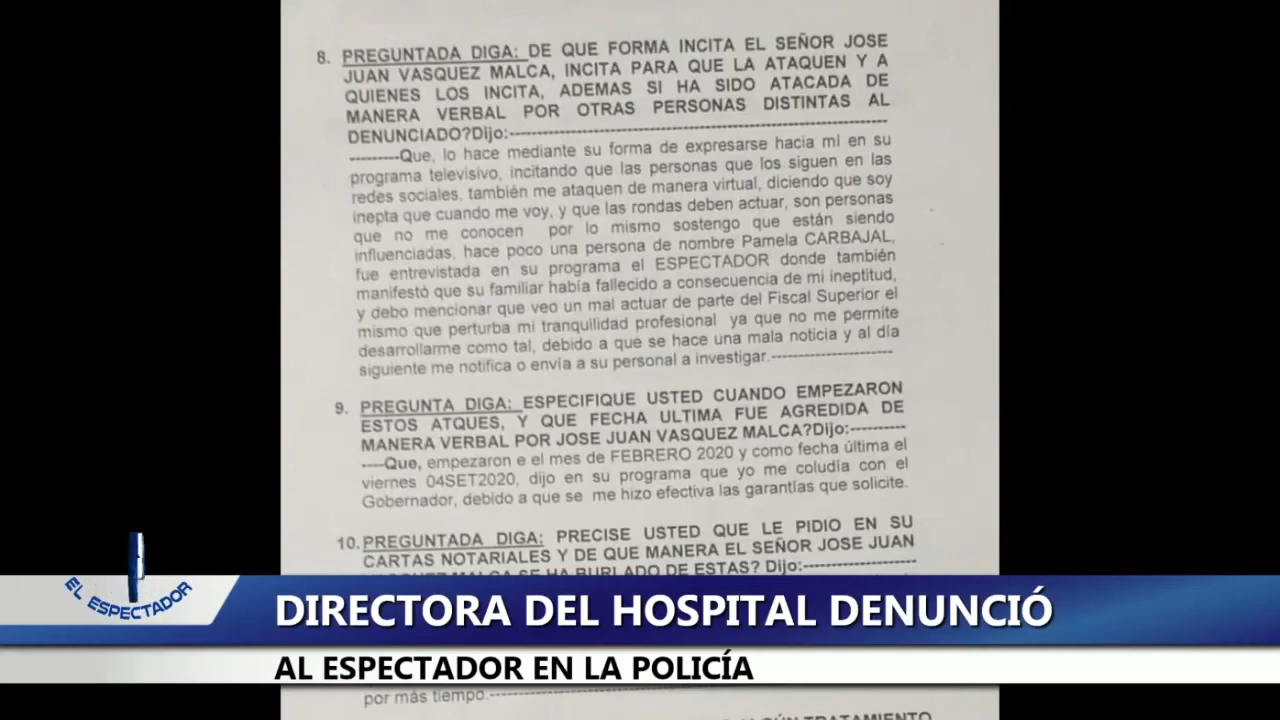 8. PREGUNTADA DIGA: DE QUE FORMA INCITA EL SEÑOR JOSE
JUAN VASQUEZ MALCA, INCITA PARA QUE LA ATAQUEN Y A
QUIENES LOS INCITA, ADEMAS SI HA SIDO ATACADA DE
MANERA VERBAL POR OTRAS PERSONAS DISTINTAS AL
DENUNCIADO?Dijo:----------------------------------------------------
---------Que, lo hace mediante su forma de expresarse hacia mí en su
programa televisivo, incitando que las personas que los siguen en las
redes sociales, también me ataquen de manera virtual, diciendo que soy
inepta que cuando me voy, y que las rondas deben actuar, son personas
que no me conocen por lo mismo sostengo que están siendo
influenciadas, hace poco una persona de nombre Pamela CARBAJAL,
fue entrevistada en su programa el ESPECTADOR donde también
manifestó que su familiar había fallecido a consecuencia de mi ineptitud,
y debo mencionar que veo un mal actuar de parte del Fiscal Superior el
mismo que perturba mi tranquilidad profesional ya que no me permite
desarrollarme como tal, debido a que se hace una mala noticia y al día
siguiente me notifica o envía a su personal a investigar.-----------------
9. PREGUNTA DIGA: ESPECIFIQUE USTED CUANDO EMPEZARON
ESTOS ATQUES, Y QUE FECHA ULTIMA FUE AGREDIDA DE
MANERA VERBAL POR JOSE JUAN VASQUEZ MALCA?Dijo:----------
----Que, empezaron e el mes de FEBRERO 2020 y como fecha última el
viernes 04SET2020, dijo en su programa que yo me coludía con el
Gobernador, debido a que se me hizo efectiva las garantías que solicite.
10. PREGUNTADA DIGA: PRECISE USTED QUE LE PIDIO EN SU
CARTAS NOTARIALES Y DE QUE MANERA EL SEÑOR JOSE JUAN
VASQUEZ MALCA SE HA BURLADO DE ESTAS? Dijo:----------------
EL ESPECTADOR
DIRECTORA DEL HOSPITAL DENUNCIÓ
AL ESPECTADOR EN LA POLICÍA
por más tiempo.------------------------------------------------
TRATAMIENTO